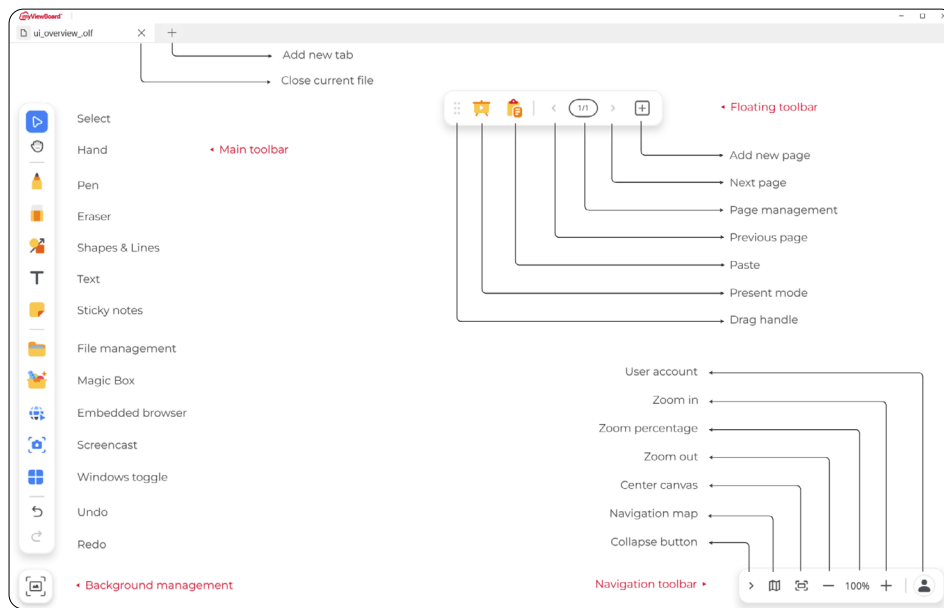 myViewBoard
ui_overview_.olf
Add new tab
Close current file
Select
Hand
Main toolbar
Pen
Eraser
Shapes & Lines
Text
Sticky notes
File management
Magic Box
Embedded browser
Screencast
Windows toggle
Undo
Redo
Background management
1/1
Floating toolbar
Add new page
Next page
Page management
Previous page
Paste
Present mode
Drag handle
User account
Zoom in
Zoom percentage
Zoom out
Center canvas
Navigation map
Collapse button
Navigation toolbar
100%